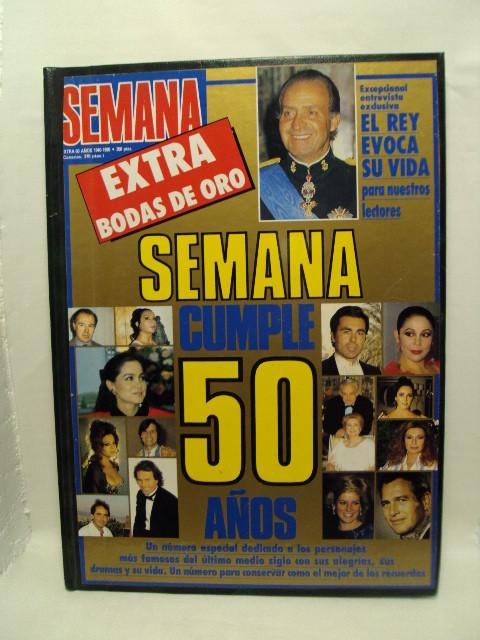 SEMANA
EXTRA 50 AÑOS 1940-1990 • 300 ptas.
EXTRA
BODAS DE ORO
Excepcional
entrevista
exclusiva
EL REY
EVOCA
SU VIDA
para nuestros
lectores
SEMANA
CUMPLE
50
AÑOS
Un número especial dedicado a los personajes
más famosos del último medio siglo con sus alegrías, sus
dramas y su vida. Un número para conservar como el mejor de los recuerdos